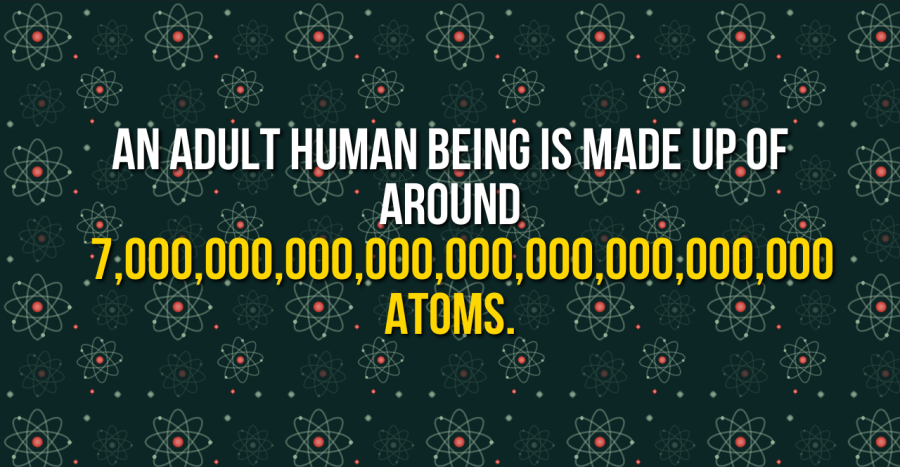 AN ADULT HUMAN BEING IS MADE UP OF
AROUND
7,000,000,000,000,000,000,000,000,000
ATOMS.